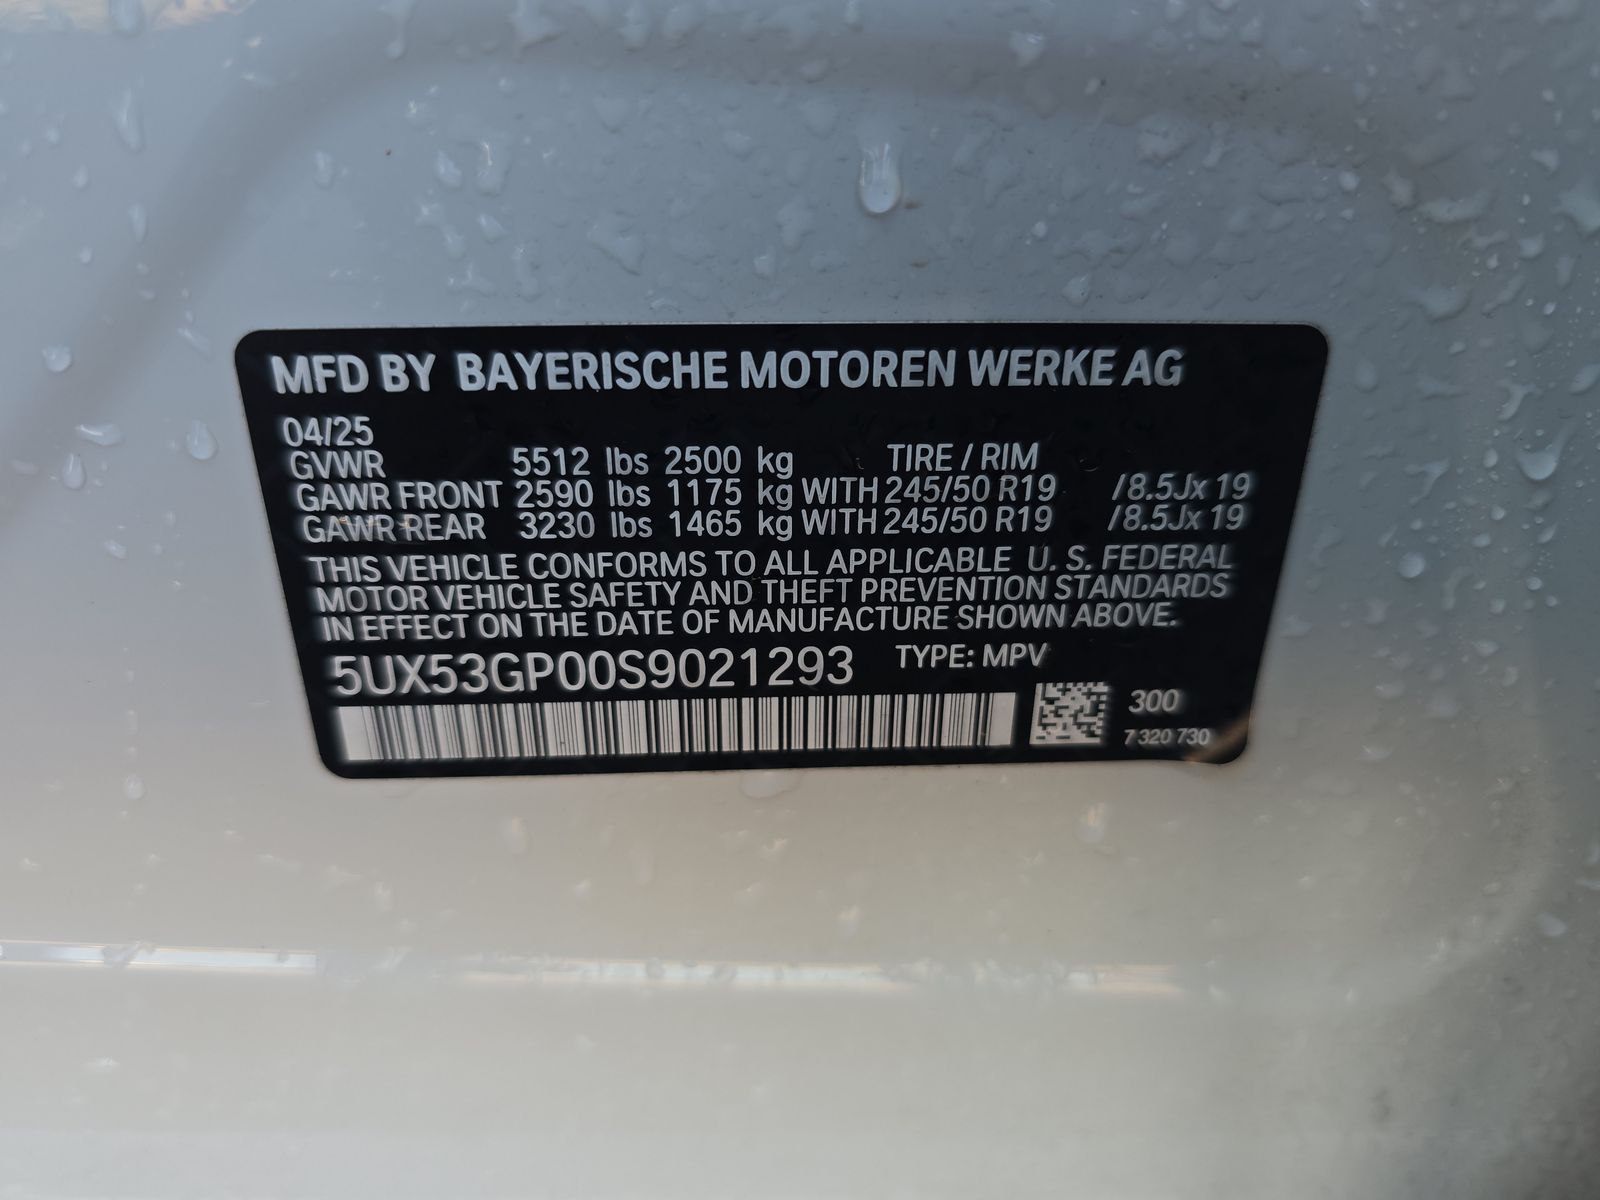 MFD BY BAYERISCHE MOTOREN WERKE AG
04/25
GVWR 5512 lbs 2500 kg TIRE / RIM
GAWR FRONT 2590 lbs 1175 kg WITH 245/50 R19 /8.5Jx 19
GAWR REAR 3230 lbs 1465 kg WITH 245/50 R19 /8.5Jx 19
THIS VEHICLE CONFORMS TO ALL APPLICABLE U. S. FEDERAL
MOTOR VEHICLE SAFETY AND THEFT PREVENTION STANDARDS
IN EFFECT ON THE DATE OF MANUFACTURE SHOWN ABOVE.
5UX53GP00S9021293 TYPE: MPV
300
7 320 730